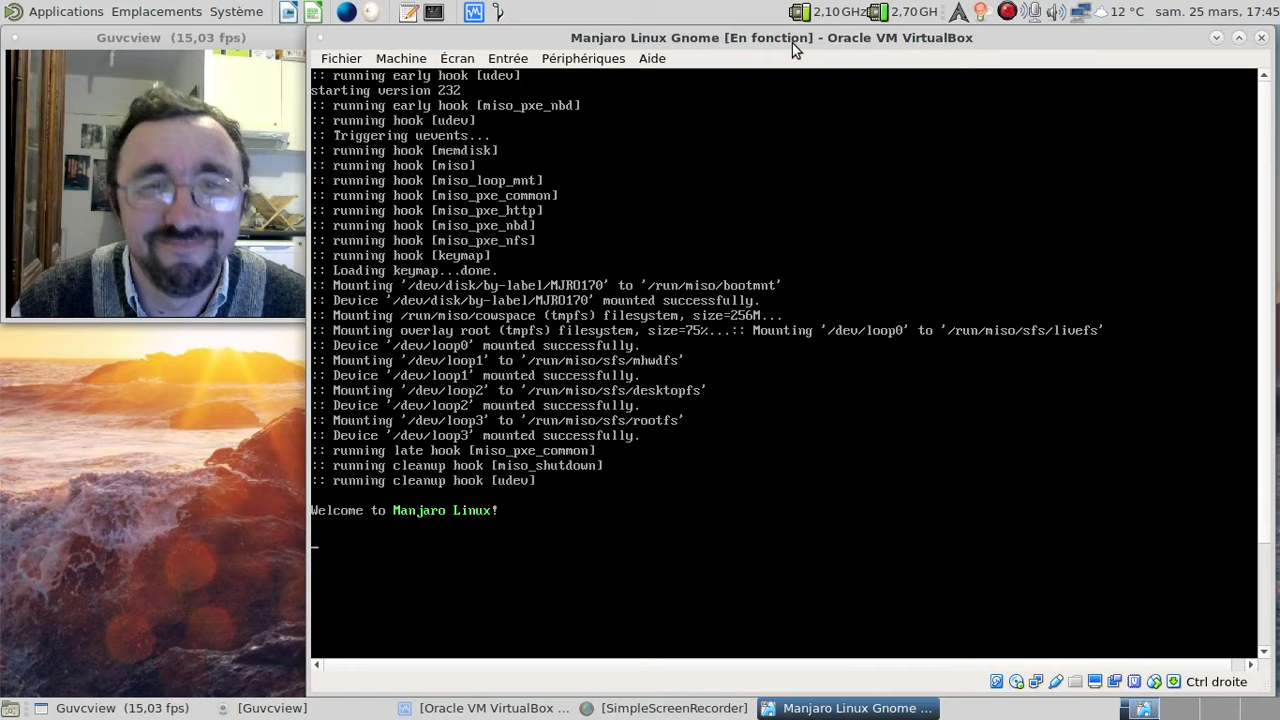 Applications Emplacements Système
2,10 GHz 2,70 GH 12 °C sam. 25 mars, 17:45
Guvcview (15,03 fps)
Manjaro Linux Gnome [En fonction] - Oracle VM VirtualBox
Fichier Machine Écran Entrée Périphériques Aide
:: running early hook [udev]
starting version 232
:: running early hook [miso_pxe_nbd]
:: running hook [udev]
:: Triggering uevents...
:: running hook [memdisk]
:: running hook [miso]
:: running hook [miso_loop_mnt]
:: running hook [miso_pxe_common]
:: running hook [miso_pxe_http]
:: running hook [miso_pxe_nbd]
:: running hook [miso_pxe_nfs]
:: running hook [keymap]
:: Loading keymap...done.
:: Mounting '/dev/disk/by-label/MJRO170' to '/run/miso/bootmnt'
:: Device '/dev/disk/by-label/MJRO170' mounted successfully.
:: Mounting /run/miso/cowspace (tmpfs) filesystem, size=256M...
:: Mounting overlay root (tmpfs) filesystem, size=75%...:: Mounting '/dev/loop0' to '/run/miso/sfs/livefs'
:: Device '/dev/loop0' mounted successfully.
:: Mounting '/dev/loop1' to '/run/miso/sfs/mhwdfs'
:: Device '/dev/loop1' mounted successfully.
:: Mounting '/dev/loop2' to '/run/miso/sfs/desktopfs'
:: Device '/dev/loop2' mounted successfully.
:: Mounting '/dev/loop3' to '/run/miso/sfs/rootfs'
:: Device '/dev/loop3' mounted successfully.
:: running late hook [miso_pxe_common]
:: running cleanup hook [miso_shutdown]
:: running cleanup hook [udev]
Welcome to Manjaro Linux!
Ctrl droite
Guvcview (15,03 fps) [Guvcview] [Oracle VM VirtualBox ... [SimpleScreenRecorder] Manjaro Linux Gnome ...